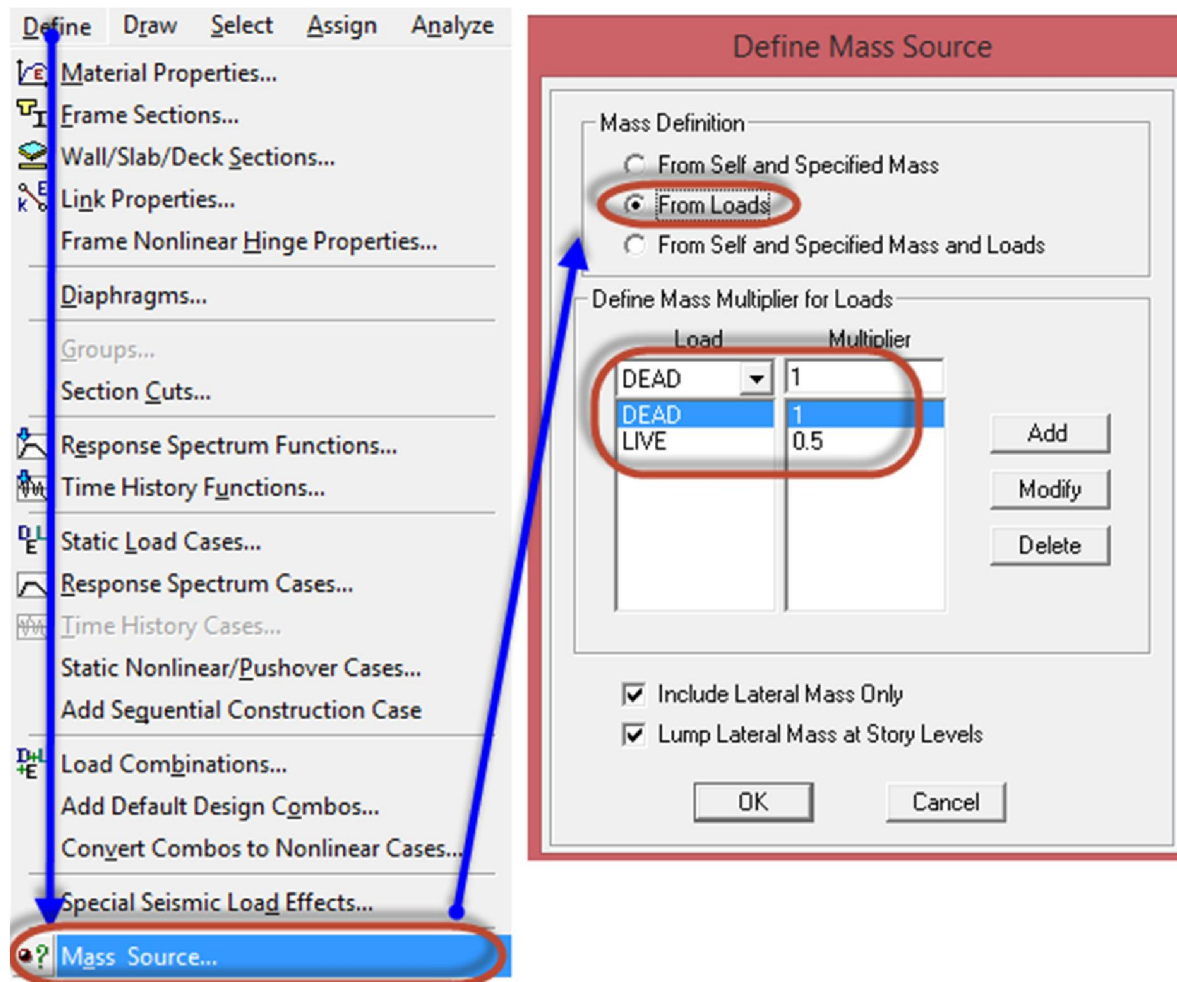 Define Draw Select Assign Analyze
Material Properties...
Frame Sections...
Wall/Slab/Deck Sections...
Link Properties...
Frame Nonlinear Hinge Properties...
Diaphragms...
Groups...
Section Cuts...
Response Spectrum Functions...
Time History Functions...
Static Load Cases...
Response Spectrum Cases...
Time History Cases...
Static Nonlinear/Pushover Cases...
Add Sequential Construction Case
Load Combinations...
Add Default Design Combos...
Convert Combos to Nonlinear Cases...
Special Seismic Load Effects...
Mass Source...
Define Mass Source
Mass Definition
From Self and Specified Mass
From Loads
From Self and Specified Mass and Loads
Define Mass Multiplier for Loads
Load Multiplier
DEAD 1
DEAD 1
LIVE 0.5
Add
Modify
Delete
Include Lateral Mass Only
Lump Lateral Mass at Story Levels
OK Cancel